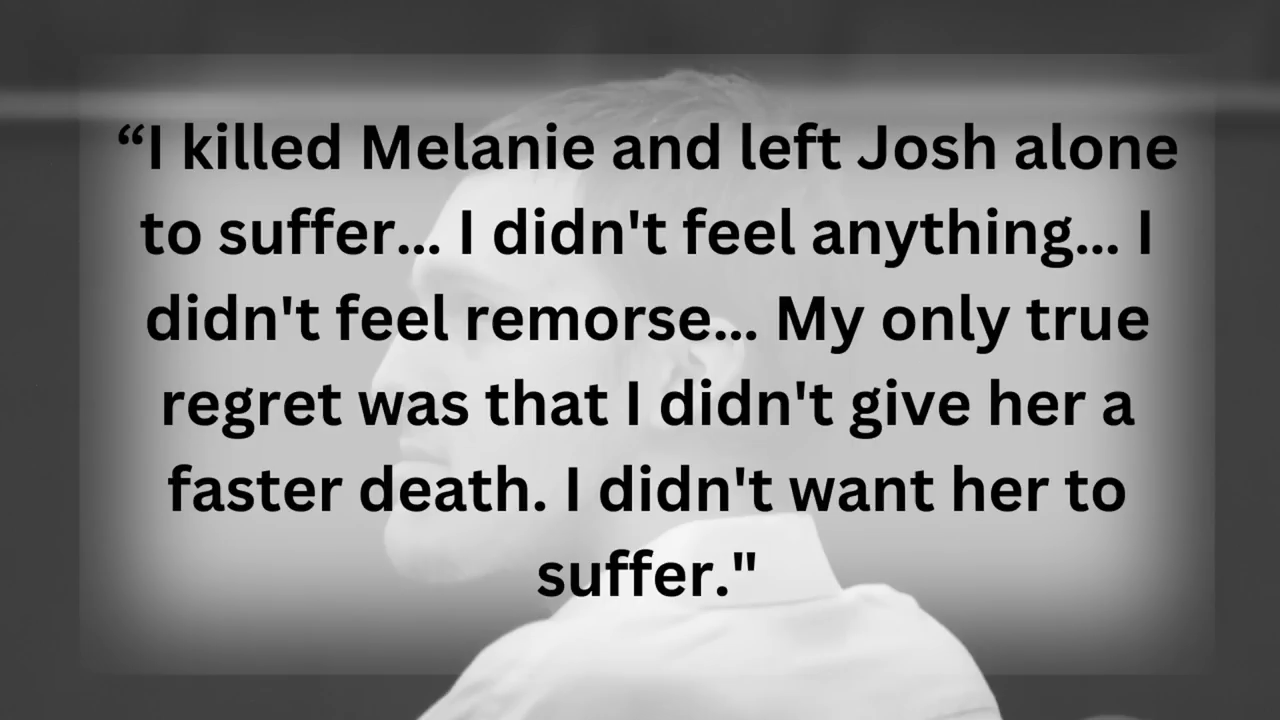 “I killed Melanie and left Josh alone
to suffer... I didn't feel anything... I
didn't feel remorse... My only true
regret was that I didn't give her a
faster death. I didn't want her to
suffer."